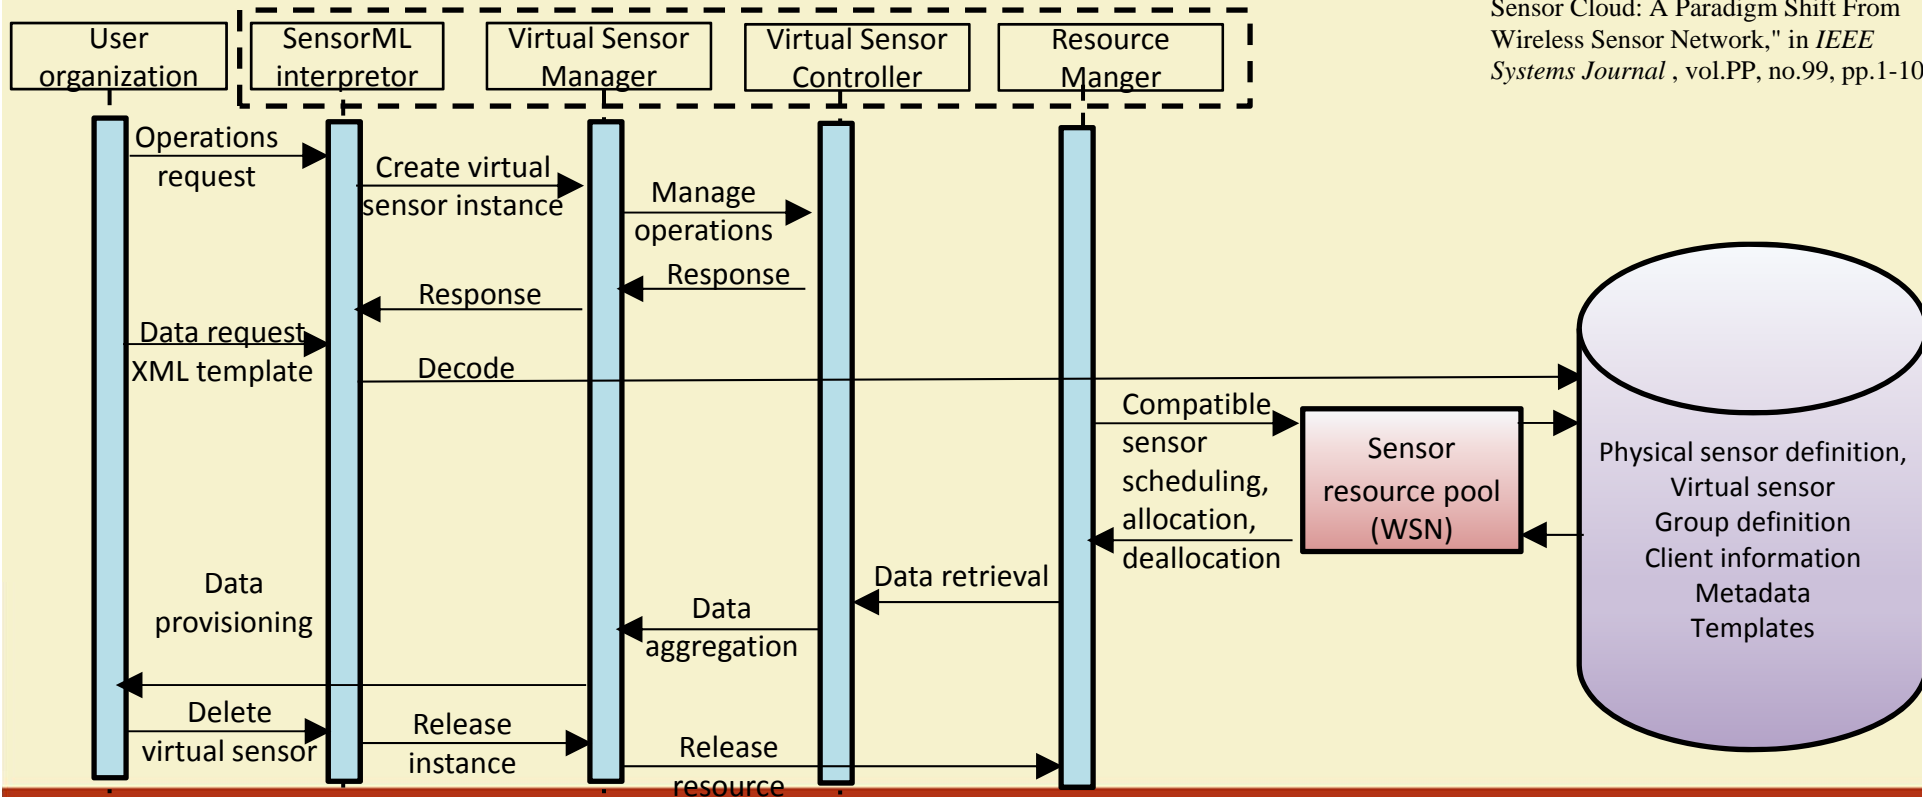 Sensor Cloud: A Paradigm Shift From
Wireless Sensor Network," in IEEE
Systems Journal , vol.PP, no.99, pp.1-10
User
organization
SensorML
interpretor
Virtual Sensor
Manager
Virtual Sensor
Controller
Resource
Manger
Operations
request
Create virtual
sensor instance
Manage
operations
Response
Response
Data request
XML template
Decode
Compatible
sensor
scheduling,
allocation,
deallocation
Sensor
resource pool
(WSN)
Physical sensor definition,
Virtual sensor
Group definition
Client information
Metadata
Templates
Data retrieval
Data
aggregation
Data
provisioning
Delete
virtual sensor
Release
instance
Release
resource